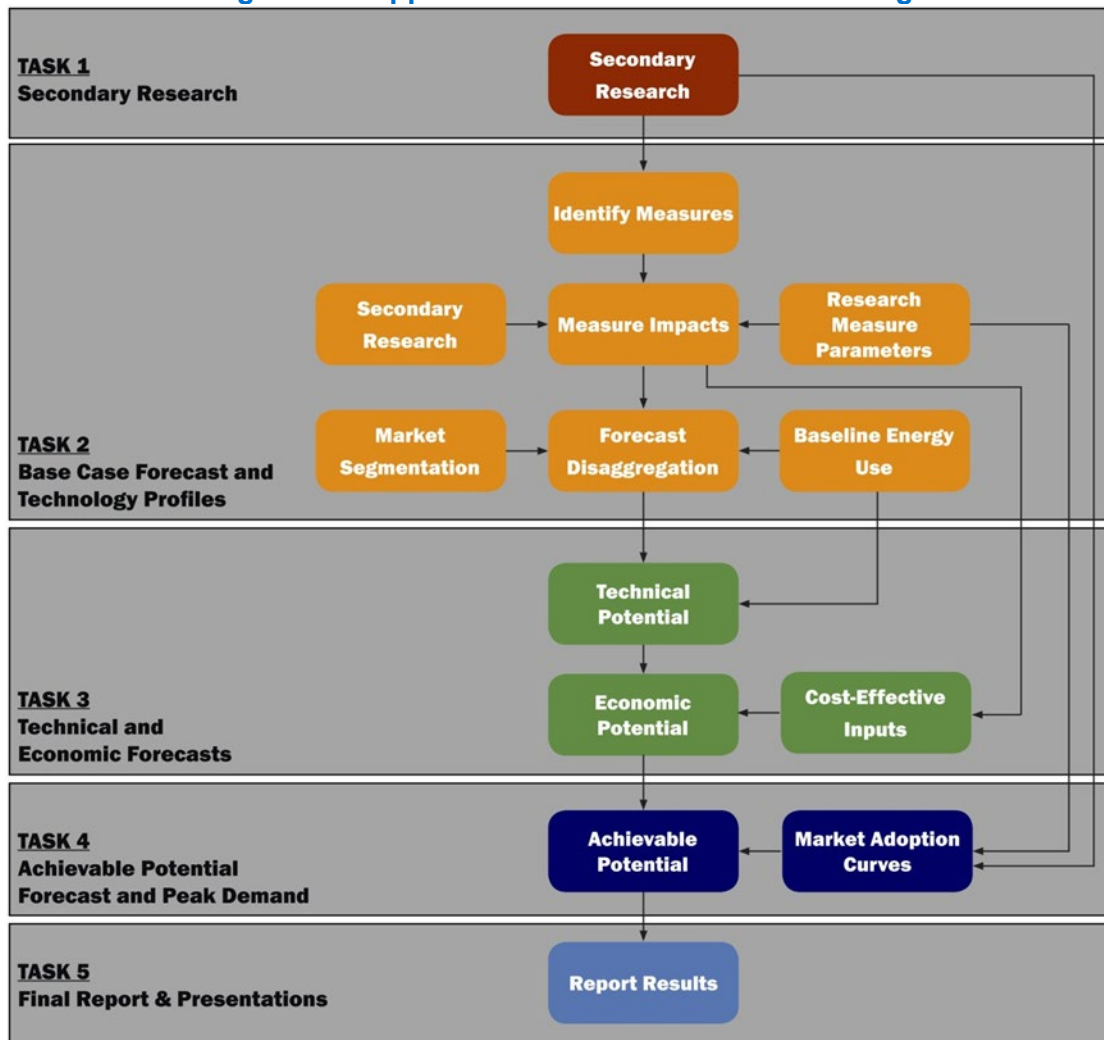 TASK 1
Secondary Research
Secondary
Research
Identify Measures
Secondary
Research
Measure Impacts
Research
Measure
Parameters
Market
Segmentation
Forecast
Disaggregation
Baseline Energy
Use
TASK 2
Base Case Forecast and
Technology Profiles
Technical
Potential
Economic
Potential
Cost-Effective
Inputs
TASK 3
Technical and
Economic Forecasts
Achievable
Potential
Market Adoption
Curves
TASK 4
Achievable Potential
Forecast and Peak Demand
Report Results
TASK 5
Final Report & Presentations